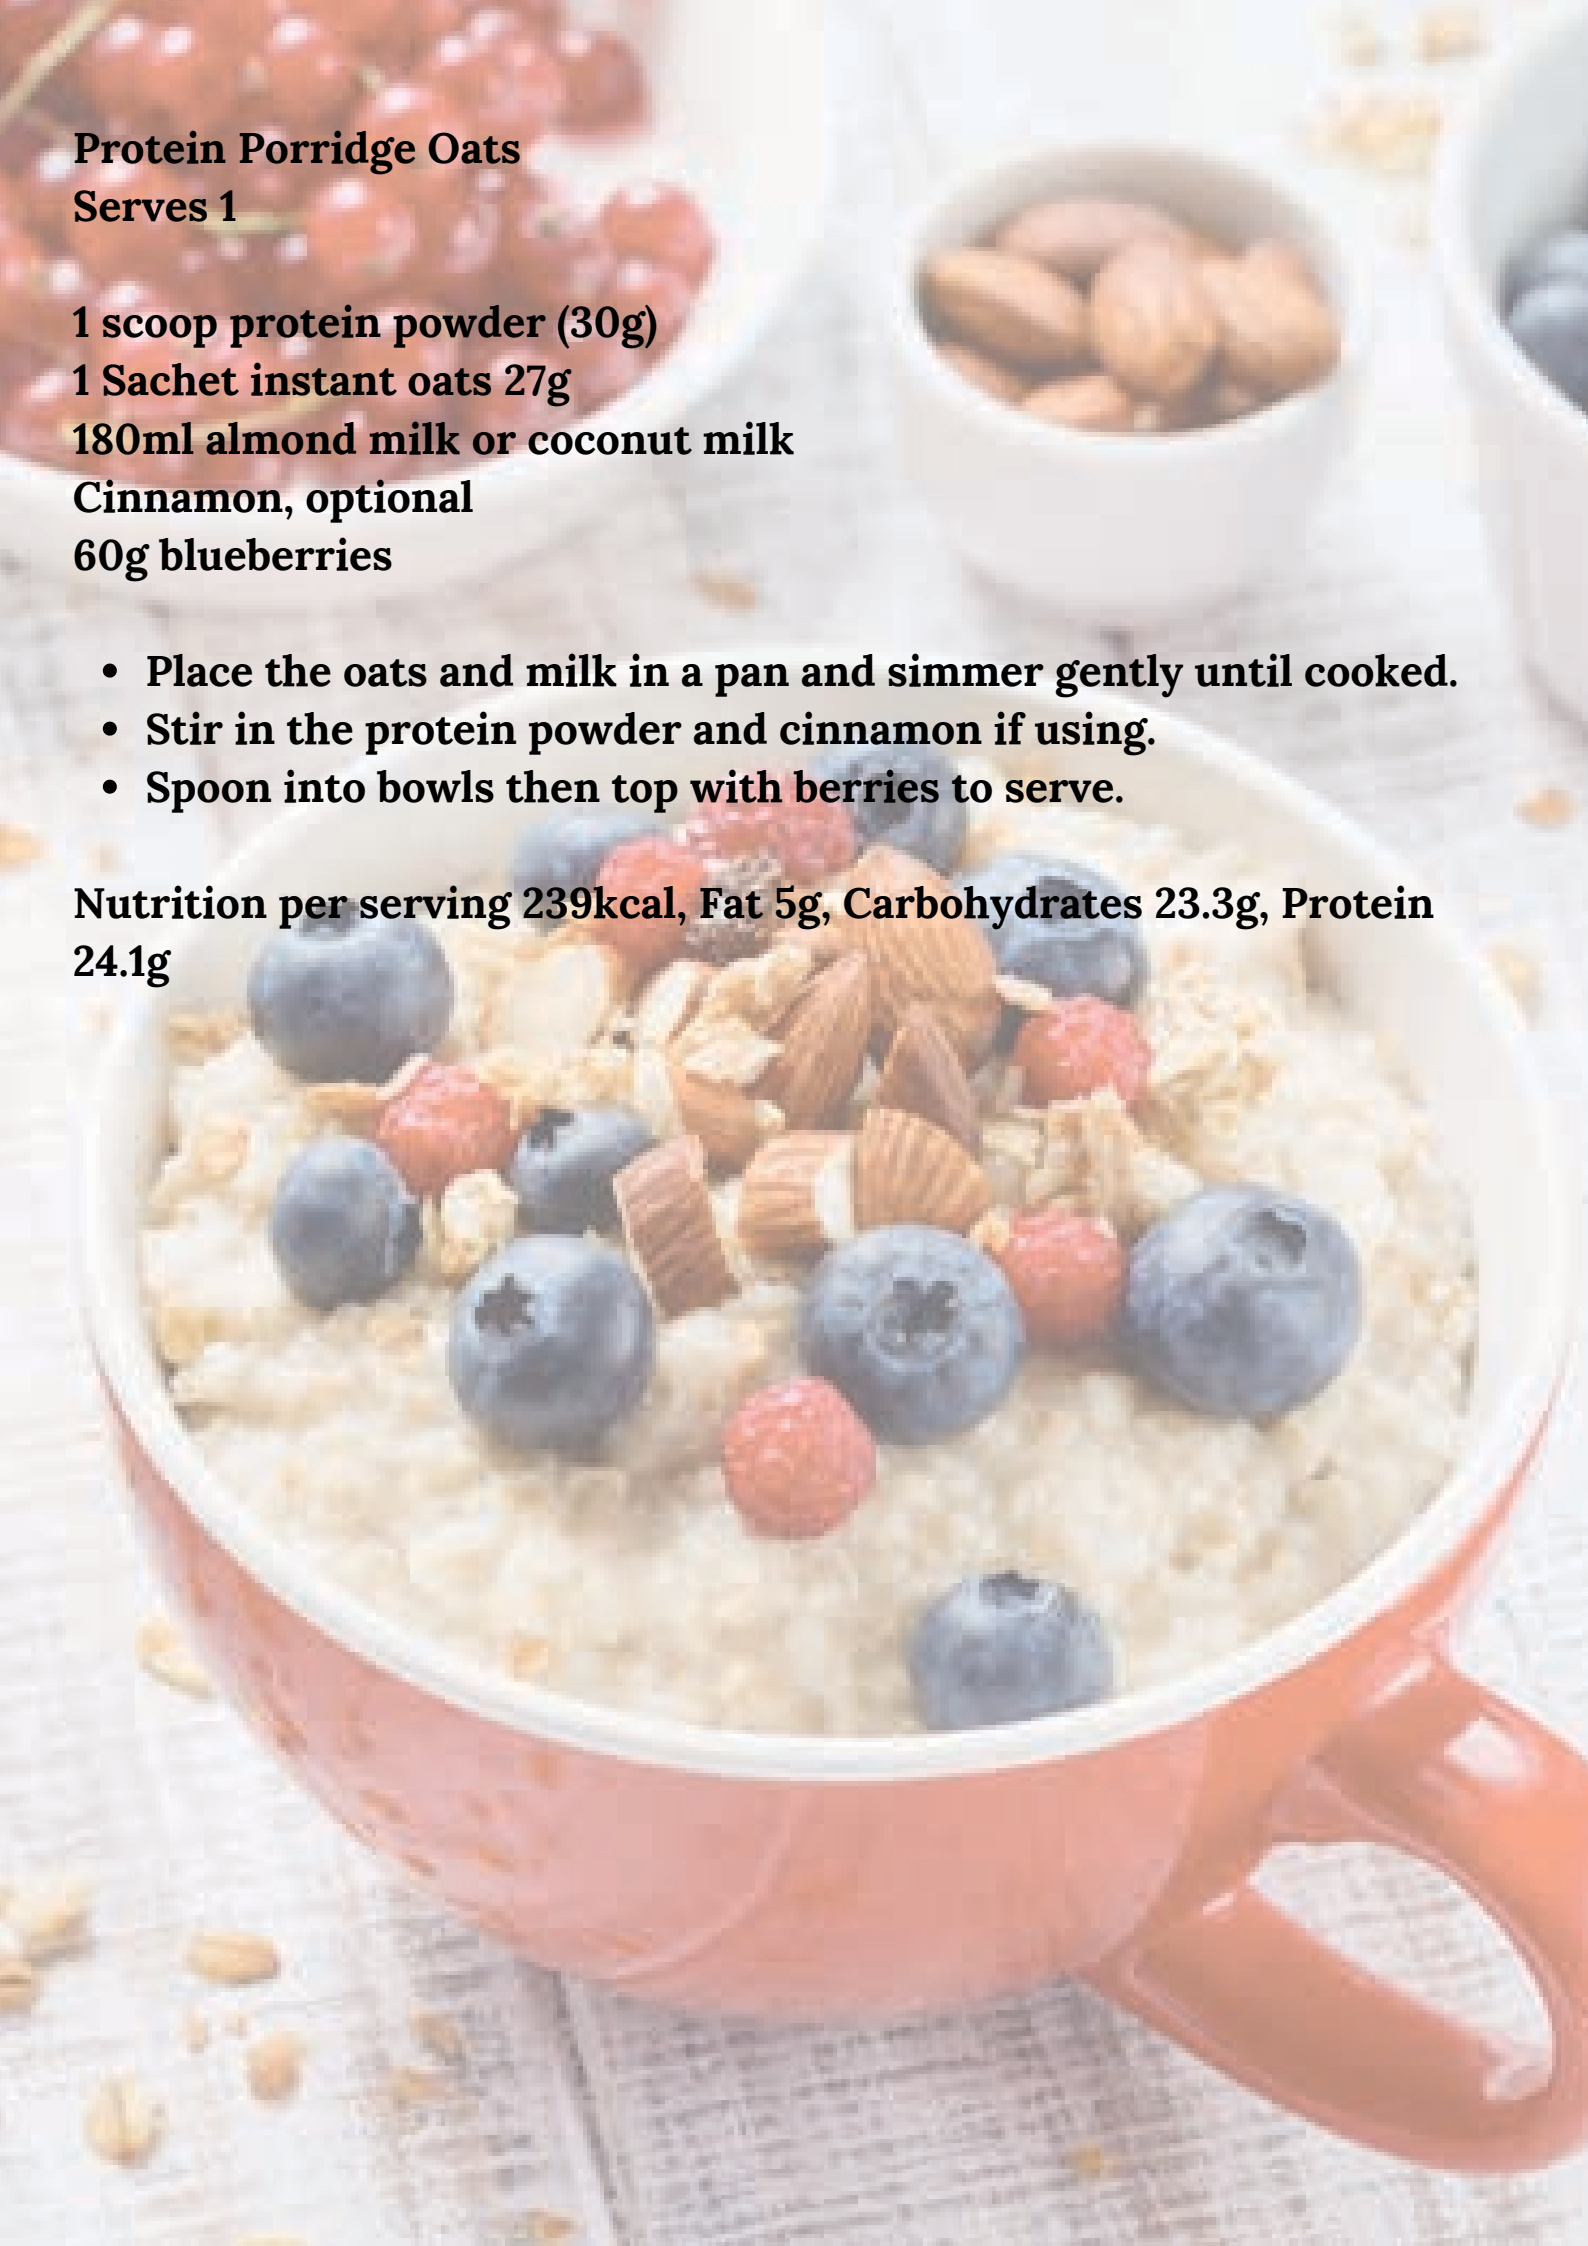 Protein Porridge Oats
Serves 1
1 scoop protein powder (30g)
1 Sachet instant oats 27g
180ml almond milk or coconut milk
Cinnamon, optional
60g blueberries
• Place the oats and milk in a pan and simmer gently until cooked.
• Stir in the protein powder and cinnamon if using.
• Spoon into bowls then top with berries to serve.
Nutrition per serving 239kcal, Fat 5g, Carbohydrates 23.3g, Protein
24.1g